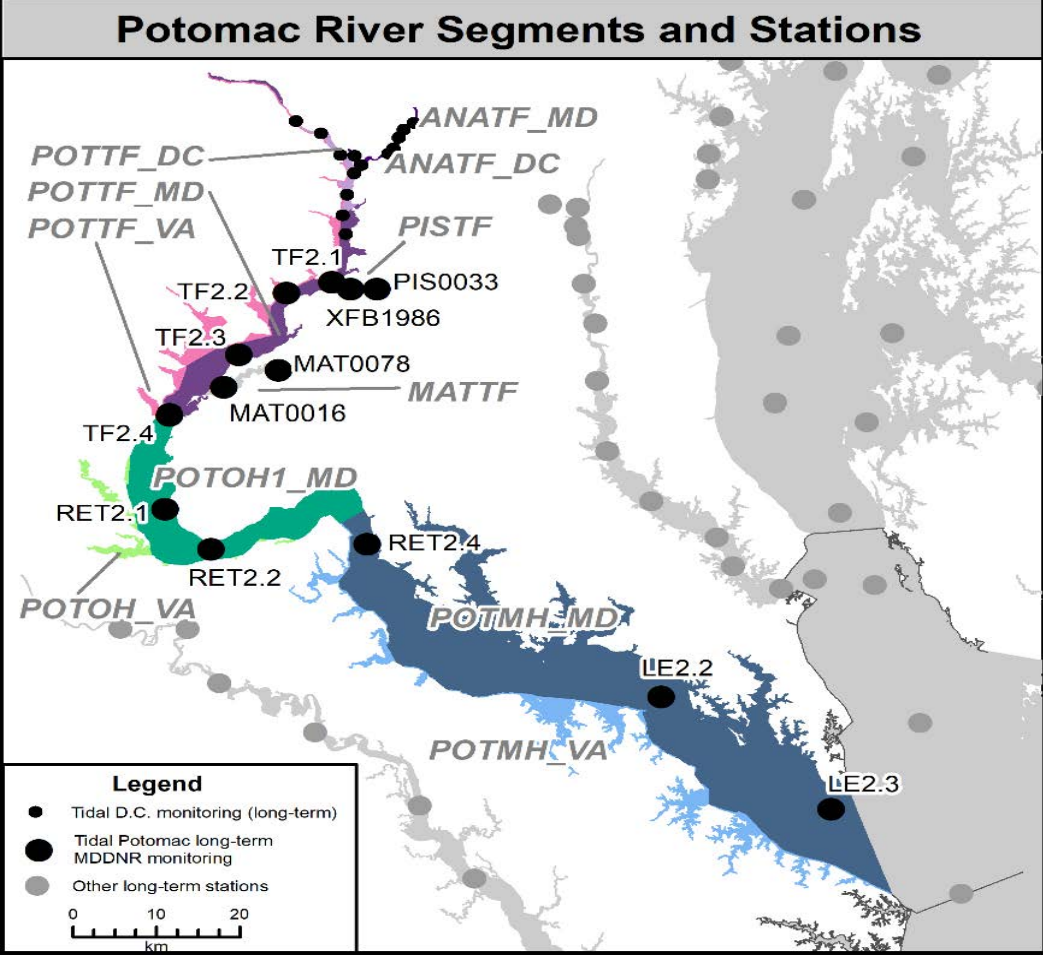 Potomac River Segments and Stations
ANATF_MD
POTTF_DC
ANATF_DC
POTTF_MD
POTTF_VA
PISTF
TF2.1
PIS0033
TF2.2
XFB1986
TF2.3
MAT0078
MATTF
MAT0016
TF2.4
POTOH1_MD
RET2.1
RET2.4
RET2.2
POTOH_VA
POTMH_MD
LE2.2
POTMH_VA
LE2.3
Legend
Tidal D.C. monitoring (long-term)
Tidal Potomac long-term
MDDNR monitoring
Other long-term stations
0 10 20
km